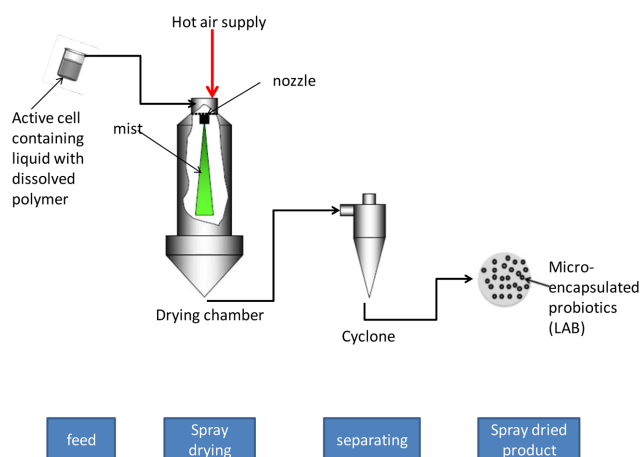 Hot air supply
nozzle
mist
Active cell
containing
liquid with
dissolved
polymer
Drying chamber
Cyclone
Micro-
encapsulated
probiotics
(LAB)
feed
Spray
drying
separating
Spray dried
product